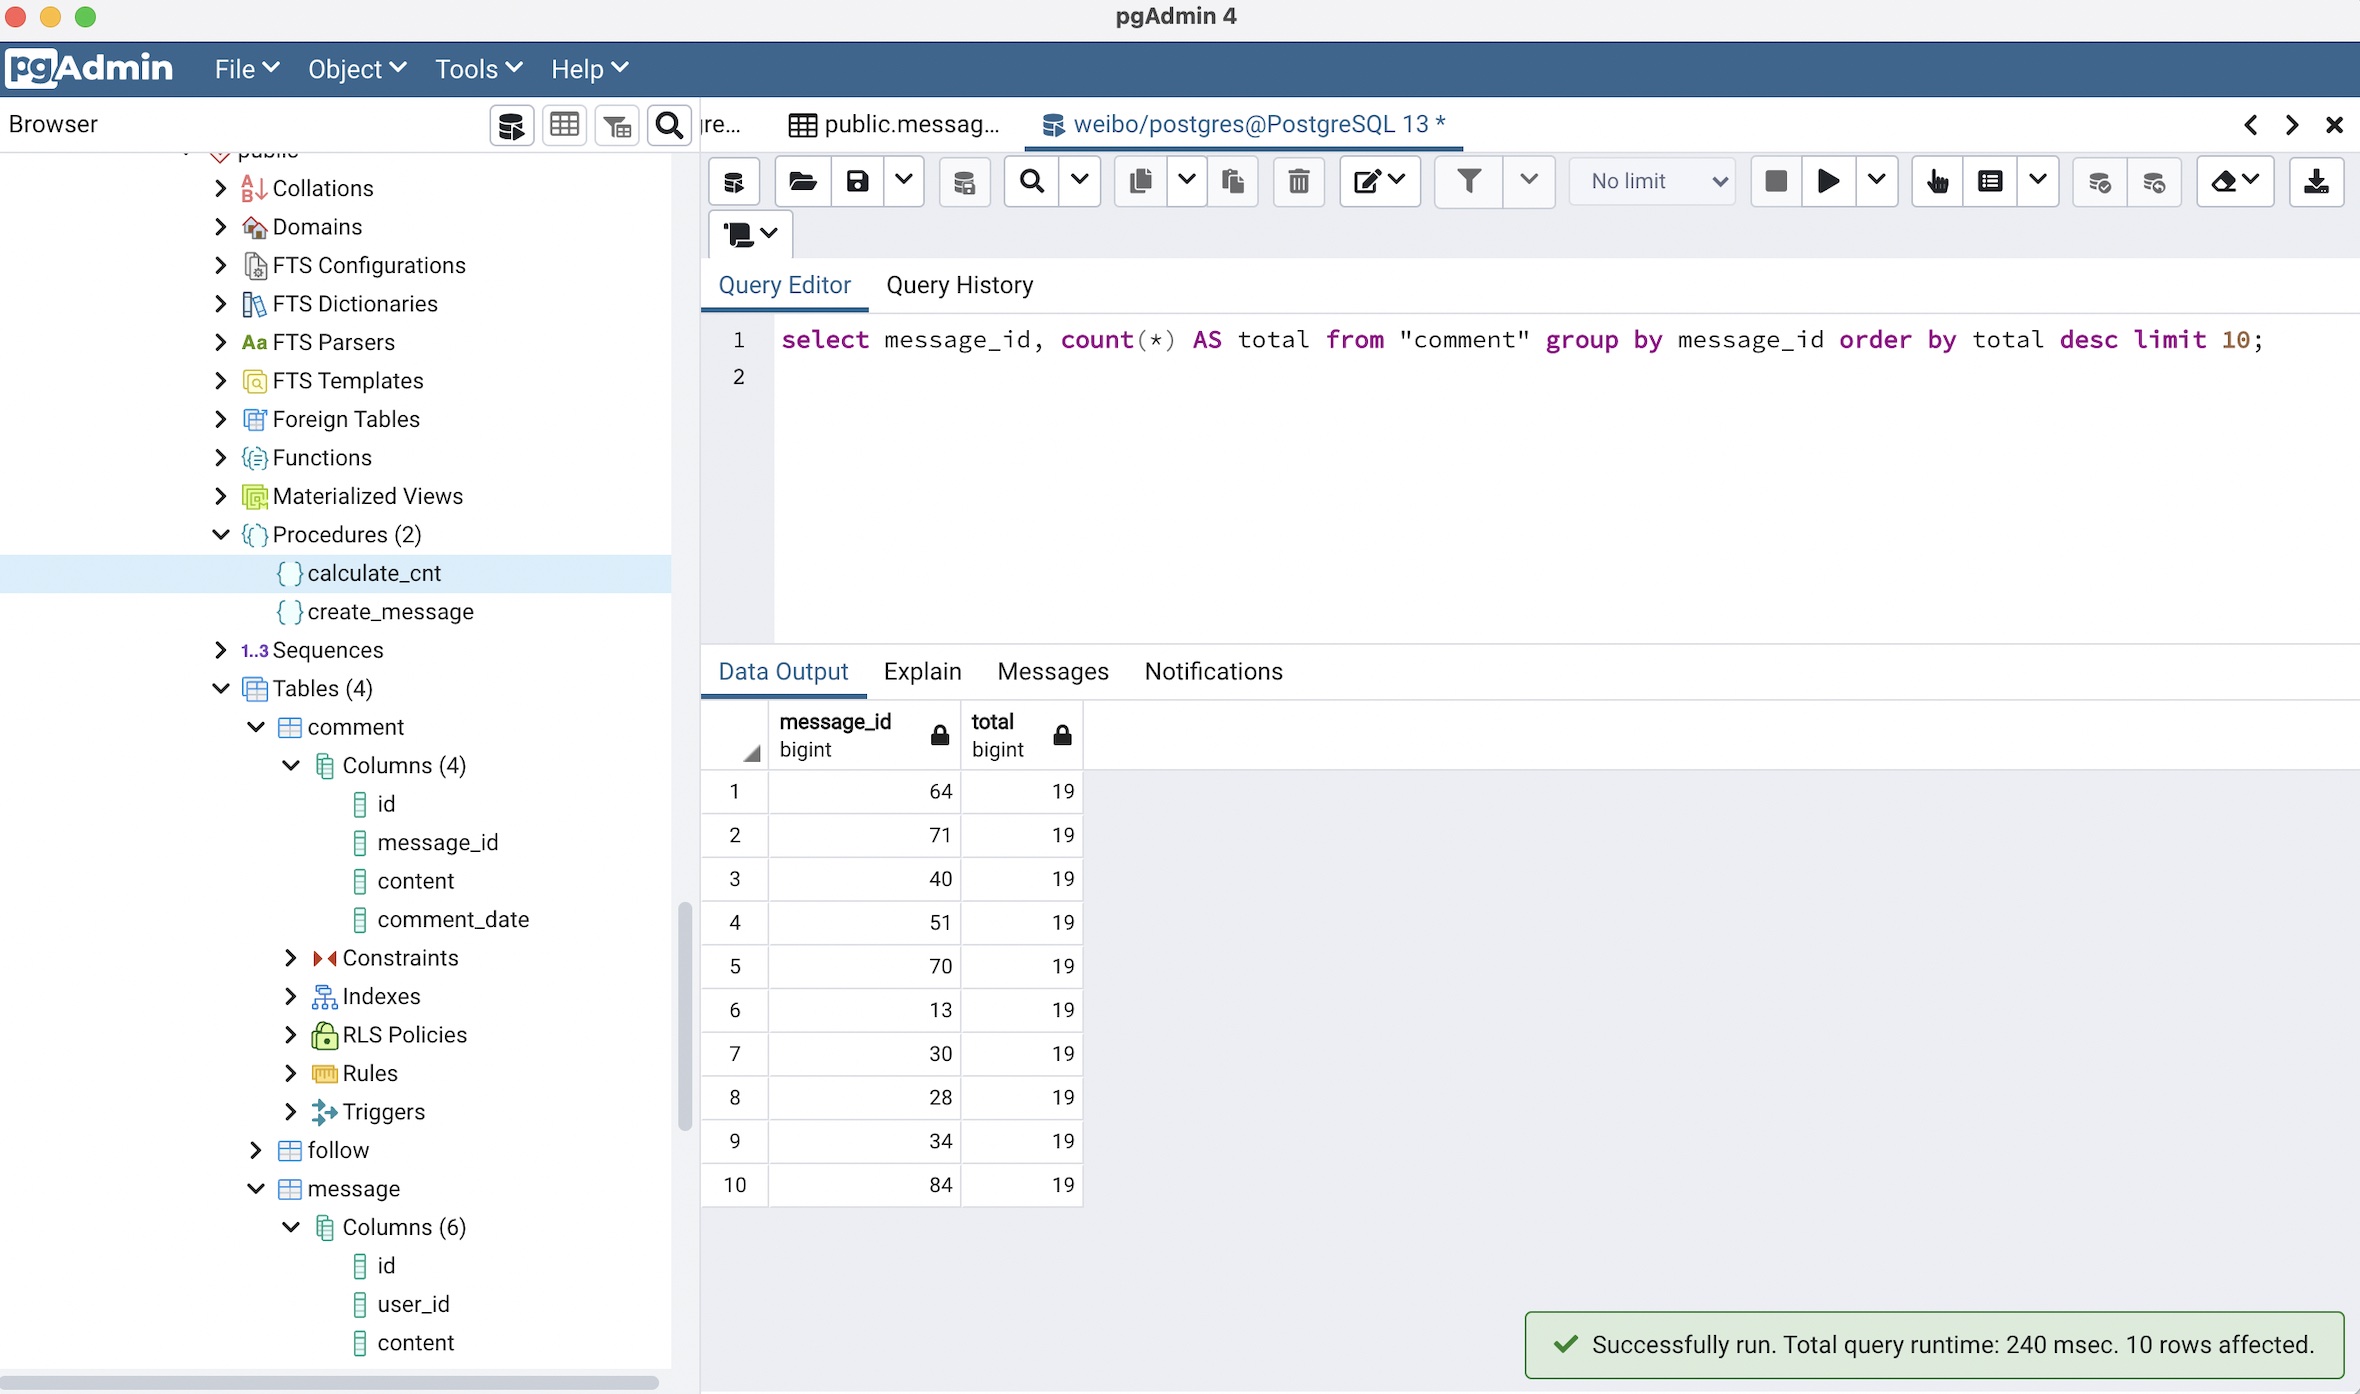 pgAdmin 4
pgAdmin File Object Tools Help
Browser
gre... public.messag... weibo/postgres@PostgreSQL 13 *
public
Collations
Domains
FTS Configurations
FTS Dictionaries
Aa FTS Parsers
FTS Templates
Foreign Tables
Functions
Materialized Views
Procedures (2)
calculate_cnt
create_message
1..3 Sequences
Tables (4)
comment
Columns (4)
id
message_id
content
comment_date
Constraints
Indexes
RLS Policies
Rules
Triggers
follow
message
Columns (6)
id
user_id
content
No limit
Query Editor Query History
1 select message_id, count(*) AS total from "comment" group by message_id order by total desc limit 10;
2
Data Output Explain Messages Notifications
message_id total
bigint bigint
1 64 19
2 71 19
3 40 19
4 51 19
5 70 19
6 13 19
7 30 19
8 28 19
9 34 19
10 84 19
Successfully run. Total query runtime: 240 msec. 10 rows affected.